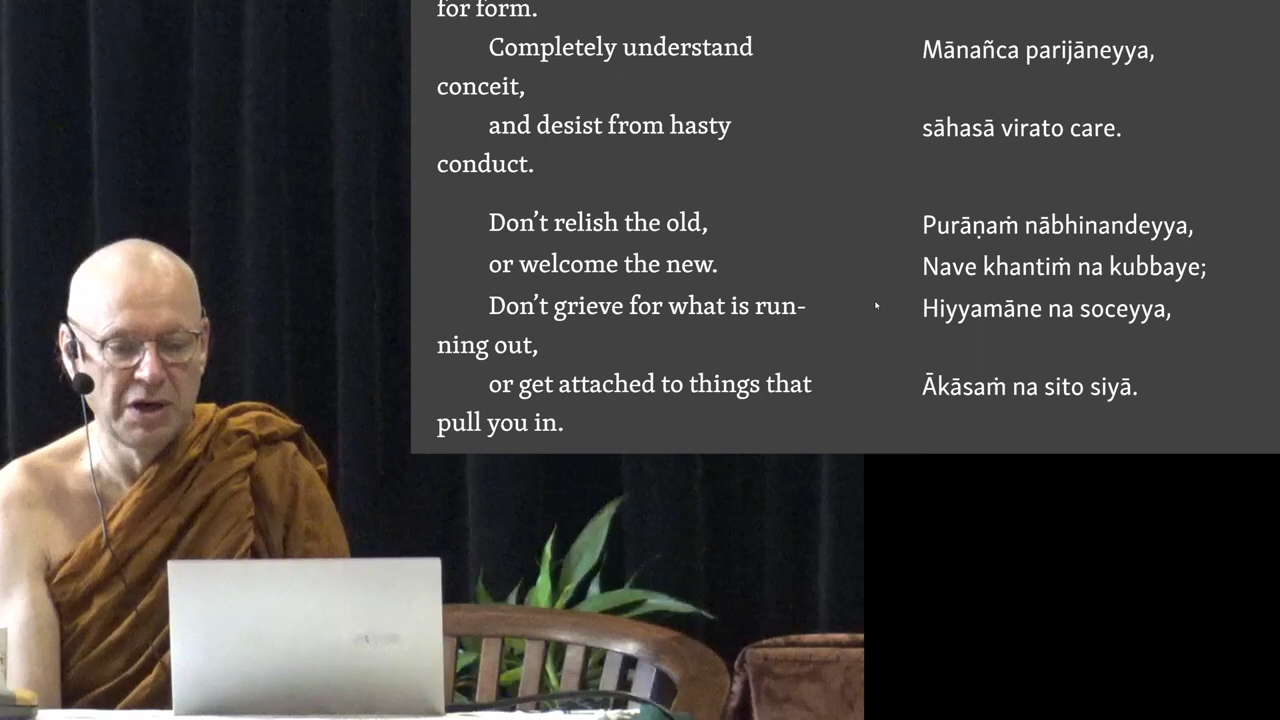 for form.
Completely understand
conceit,
and desist from hasty
conduct.
Don’t relish the old,
or welcome the new.
Don’t grieve for what is run-
ning out,
or get attached to things that
pull you in.
Mānañca parijāneyya,
sāhasā virato care.
Purāṇaṁ nābhinandeyya,
Nave khantiṁ na kubbaye;
Hiyyamāne na soceyya,
Ākāsaṁ na sito siyā.